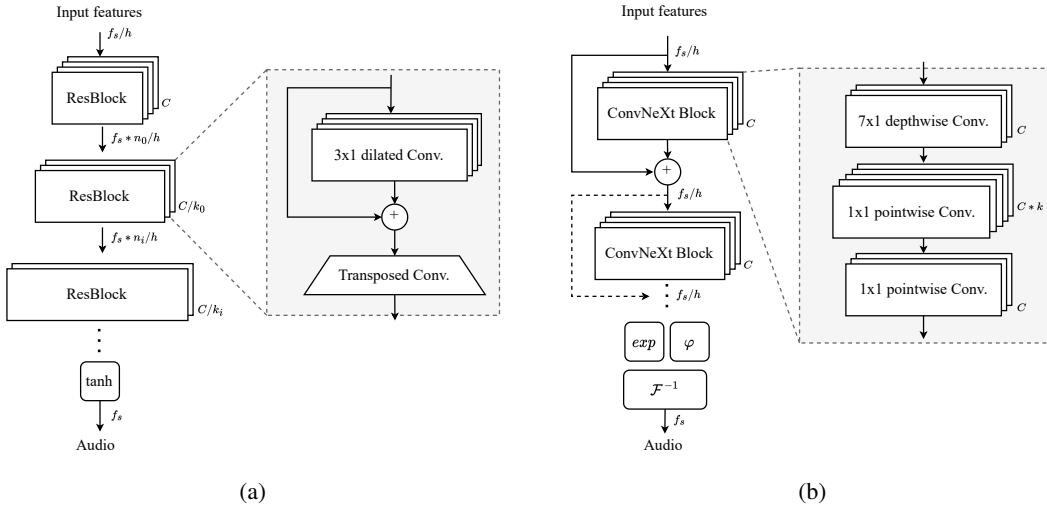 Input features
f_s/h
ResBlock
C
f_s * n_0/h
ResBlock
C/k_0
f_s * n_i/h
ResBlock
C/k_i
tanh
f_s
Audio
3x1 dilated Conv.
+
Transposed Conv.
(a)
Input features
f_s/h
ConvNeXt Block
C
+
f_s/h
ConvNeXt Block
C
f_s/h
exp
φ
F^{-1}
f_s
Audio
7x1 depthwise Conv.
C
1x1 pointwise Conv.
C * k
1x1 pointwise Conv.
C
(b)